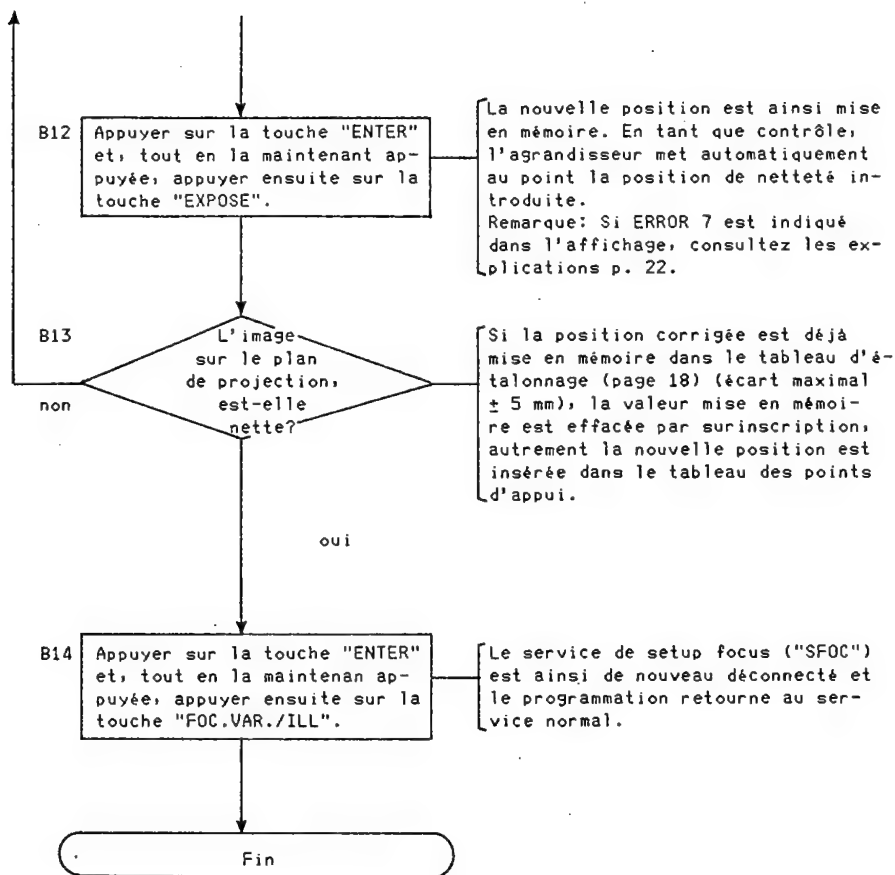 B12
Appuyer sur la touche "ENTER"
et, tout en la maintenant ap-
puyée, appuyer ensuite sur la
touche "EXPOSE".
La nouvelle position est ainsi mise
en mémoire. En tant que contrôle,
l'agrandisseur met automatiquement
au point la position de netteté in-
troduite.
Remarque: Si ERROR 7 est indiqué
dans l'affichage, consultez les ex-
plications p. 22.
B13
L'image
sur le plan
de projection,
est-elle
nette?
non
Si la position corrigée est déjà
mise en mémoire dans le tableau d'é-
talonnage (page 18) (écart maximal
± 5 mm), la valeur mise en mémoi-
re est effacée par surinscription,
autrement la nouvelle position est
insérée dans le tableau des points
d'appui.
oui
B14
Appuyer sur la touche "ENTER"
et, tout en la maintenan ap-
puyée, appuyer ensuite sur la
touche "FOC.VAR./ILL".
Le service de setup focus ("SFOC")
est ainsi de nouveau déconnecté et
le programmation retourne au ser-
vice normal.
Fin